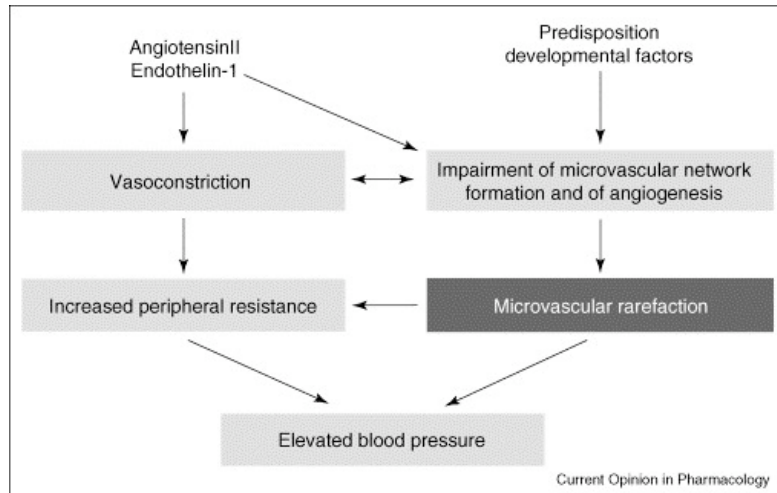 AngiotensinII
Endothelin-1
Predisposition
developmental factors
Vasoconstriction
Impairment of microvascular network
formation and of angiogenesis
Increased peripheral resistance
Microvascular rarefaction
Elevated blood pressure
Current Opinion in Pharmacology